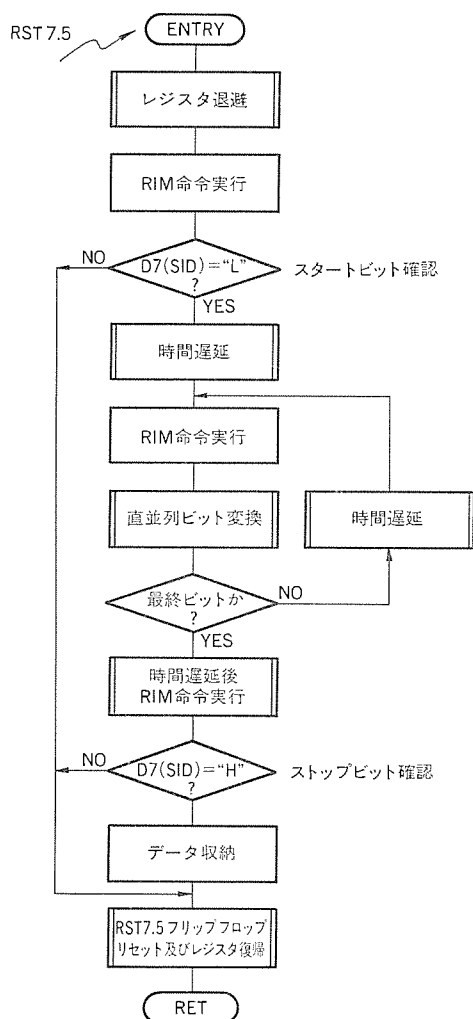 RST 7.5
ENTRY
レジスタ退避
RIM命令実行
NO
D7(SID)=“L”
?
スタートビット確認
YES
時間遅延
RIM命令実行
直並列ビット変換
時間遅延
最終ビットか
?
NO
YES
時間遅延後
RIM命令実行
NO
D7(SID)=“H”
?
ストップビット確認
データ収納
RST7.5フリップフロップ
リセット及びレジスタ復帰
RET